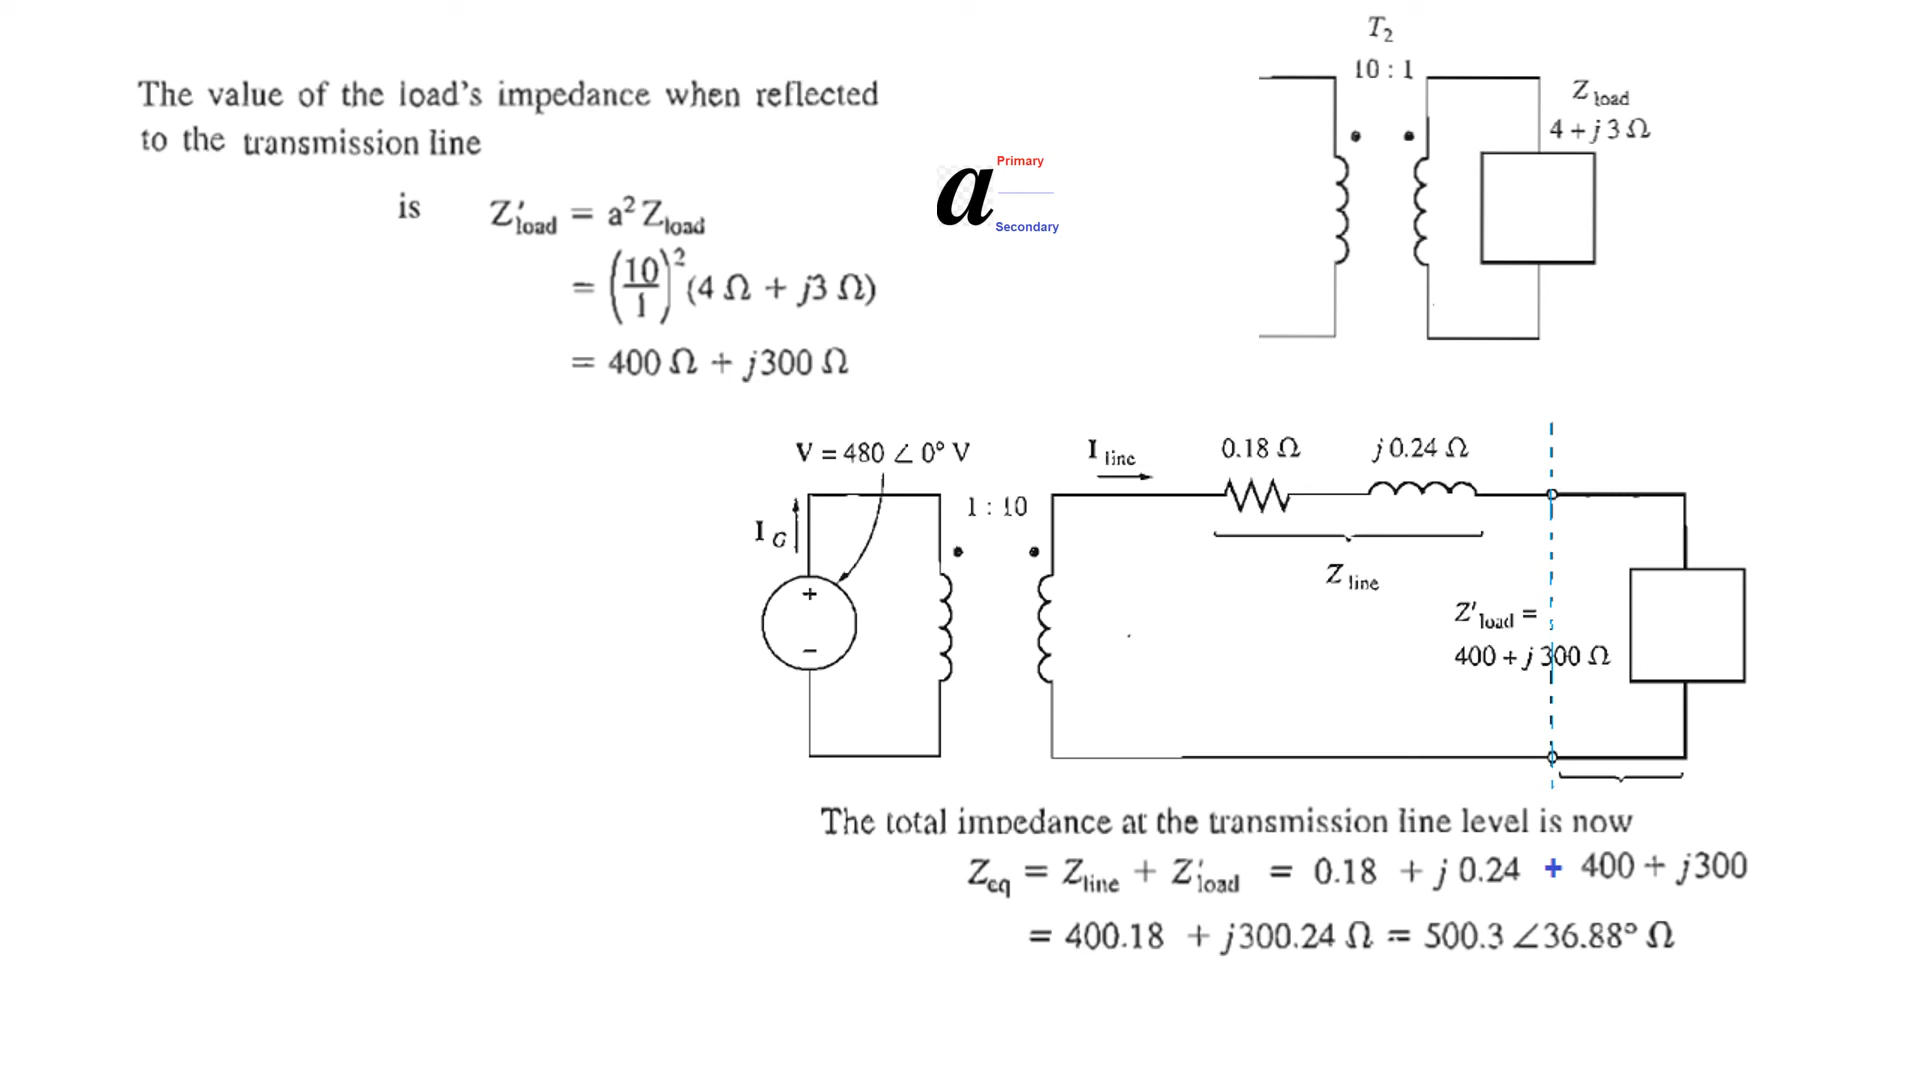 The value of the ioad's impedance when reflected
to the transmission line
is Z'load = a² Zload
= (10/1)² (4 Ω + j3 Ω)
= 400 Ω + j300 Ω
a Primary
Secondary
T₂
10 : 1
Z load
4 + j 3 Ω
V = 480 ∠ 0° V
I G
+
−
1 : 10
I line
0.18 Ω
j 0.24 Ω
Z line
Z' load =
400 + j 300 Ω
The total impedance at the transmission line level is now
Zeq = Zline + Z'load = 0.18 + j 0.24 + 400 + j300
= 400.18 + j300.24 Ω = 500.3 ∠36.88° Ω